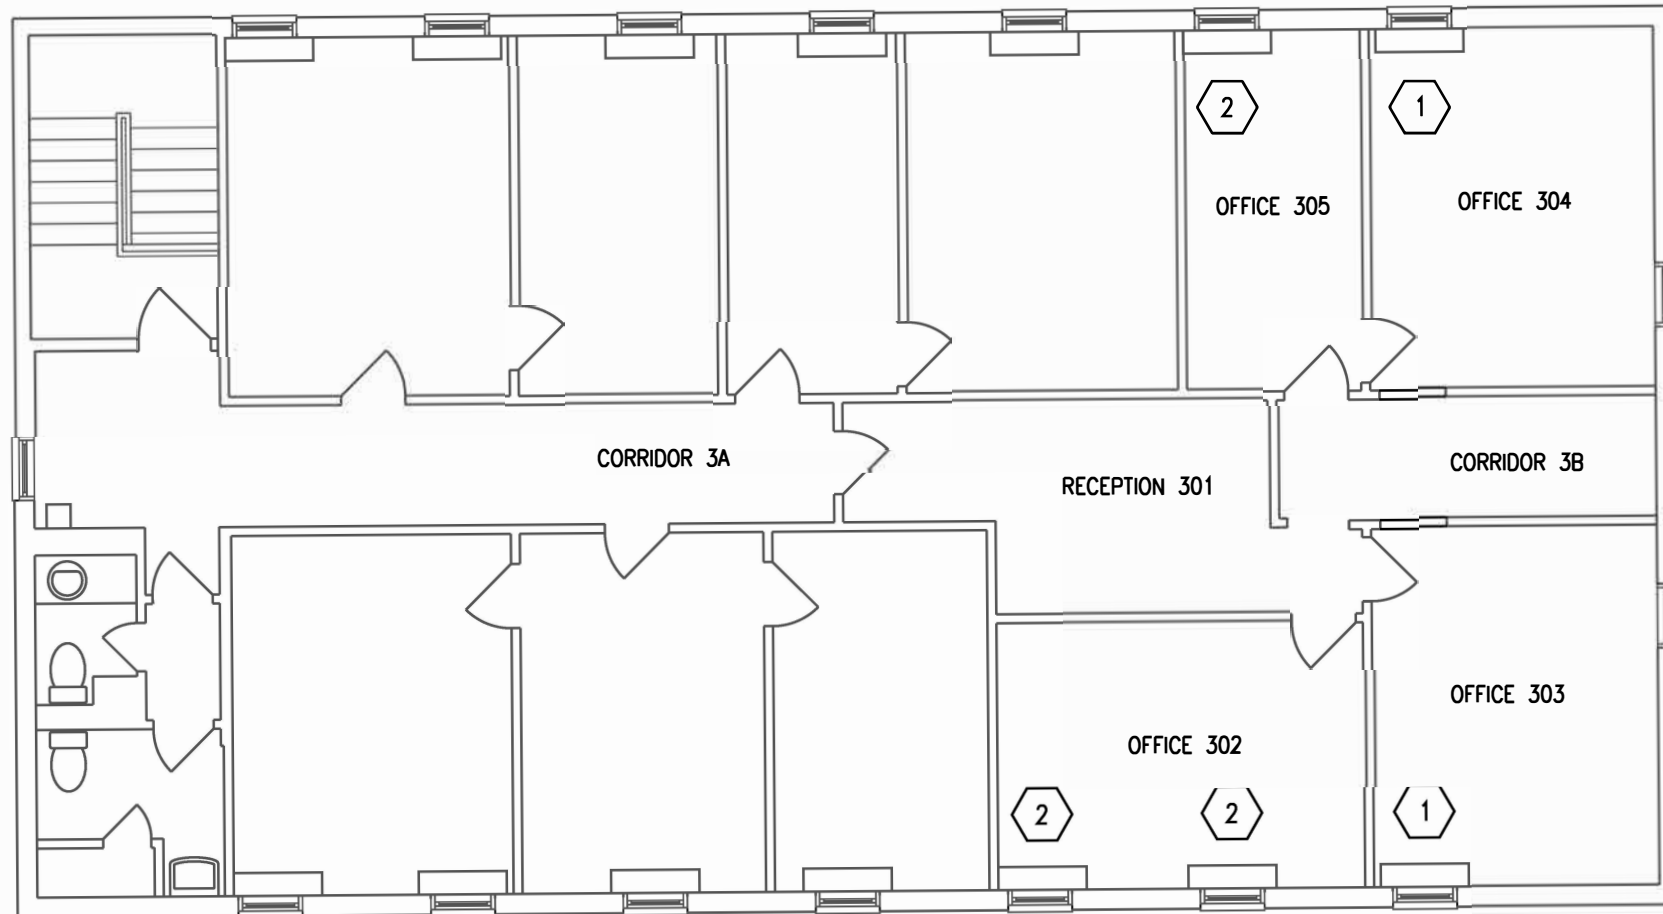 2
1
OFFICE 305
OFFICE 304
CORRIDOR 3A
CORRIDOR 3B
RECEPTION 301
OFFICE 303
OFFICE 302
2
2
1